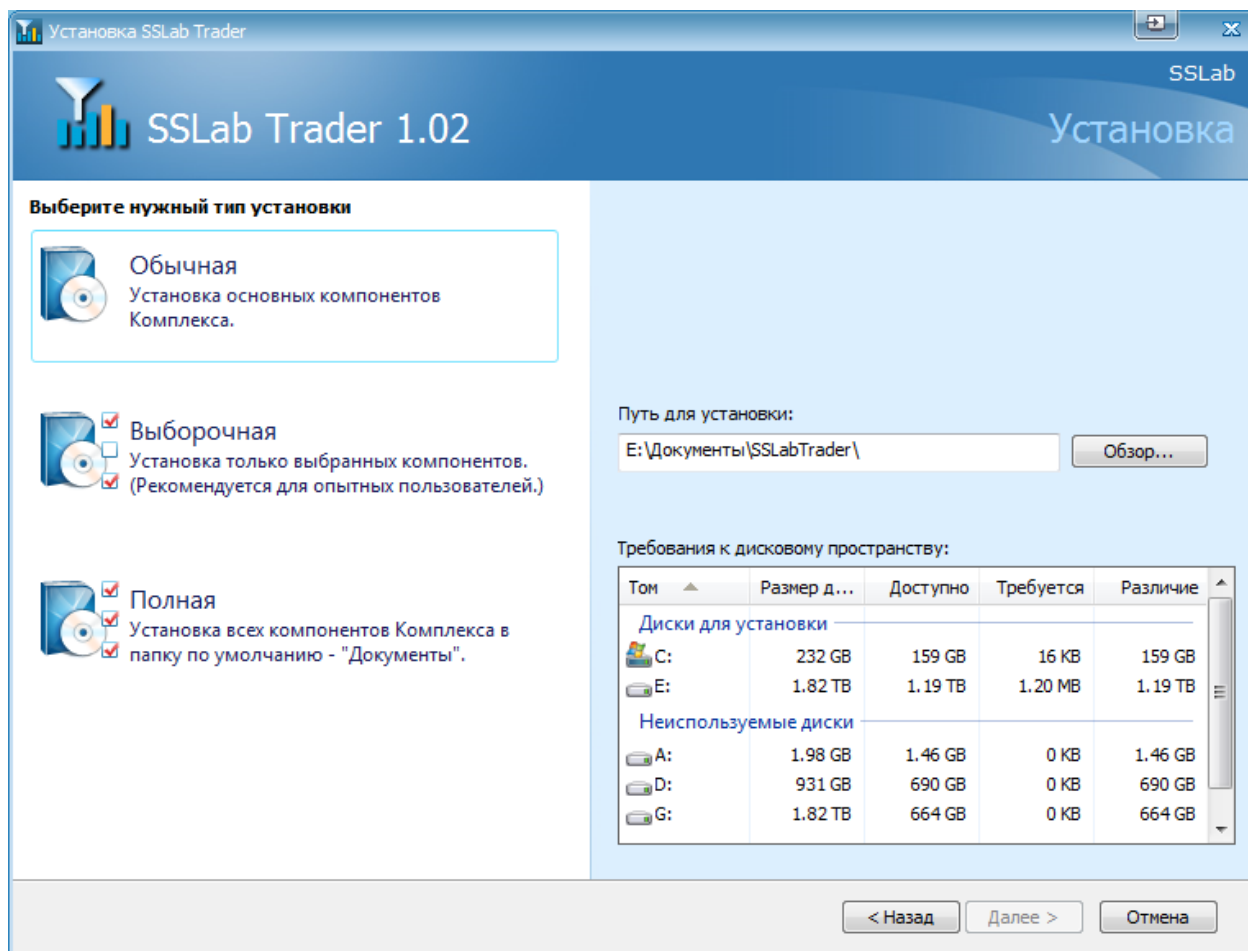 Установка SSLab Trader
SSLab
SSLab Trader 1.02
Установка
Выберите нужный тип установки
Обычная
Установка основных компонентов
Комплекса.
Выборочная
Установка только выбранных компонентов.
(Рекомендуется для опытных пользователей.)
Полная
Установка всех компонентов Комплекса в
папку по умолчанию - "Документы".
Путь для установки:
E:\Документы\SSLabTrader\ Обзор...
Требования к дисковому пространству:
Том Размер д... Доступно Требуется Различие
Диски для установки
C: 232 GB 159 GB 16 KB 159 GB
E: 1.82 TB 1.19 TB 1.20 MB 1.19 TB
Неиспользуемые диски
A: 1.98 GB 1.46 GB 0 KB 1.46 GB
D: 931 GB 690 GB 0 KB 690 GB
G: 1.82 TB 664 GB 0 KB 664 GB
< Назад Далее > Отмена